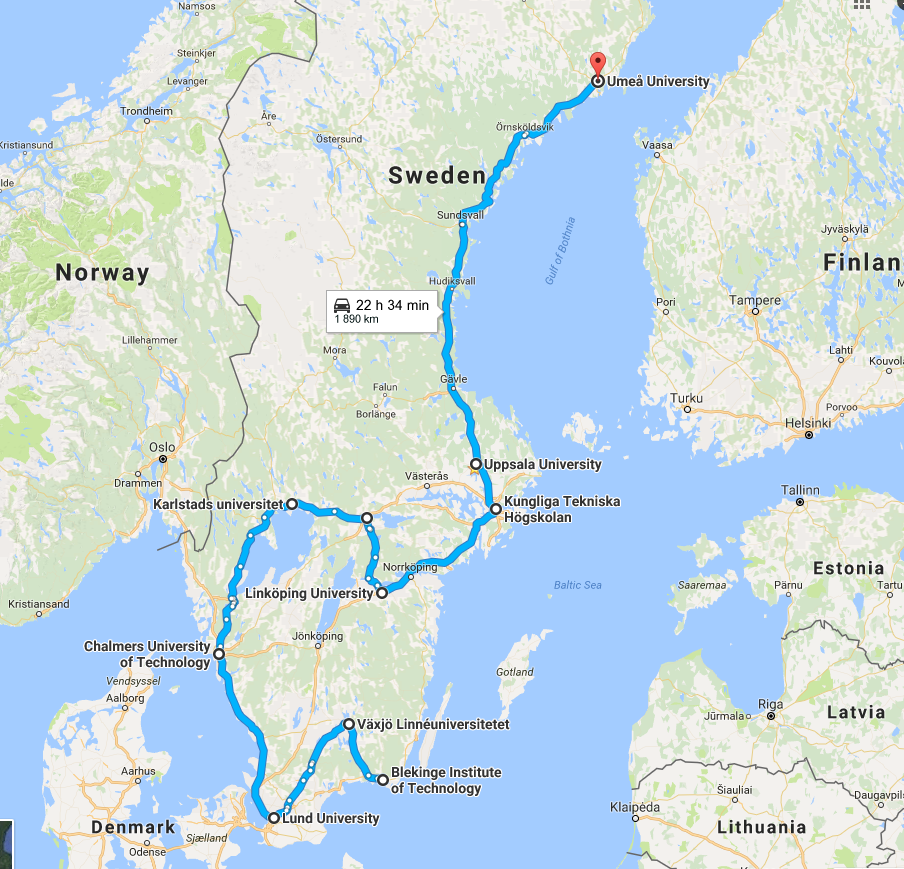 Namsos
Steinkjer
Levanger
Trondheim
Kristiansund
Åre
Östersund
Umeå University
Örnsköldsvik
Vaasa
Sweden
Sundsvall
Gulf of Bothnia
Jyväskylä
Norway
Finlan
Hudiksvall
22 h 34 min
1 890 km
Pori
Tampere
Lillehammer
Mora
Lahti
Kouvola
Gävle
Falun
Borlänge
Turku
Porvoo
Helsinki
Oslo
Uppsala University
Drammen
Västerås
Tallinn
Karlstads universitet
Kungliga Tekniska
Högskolan
Estonia
Norrköping
Baltic Sea
Saaremaa
Pärnu
Tartu
Linköping University
Kristiansand
Jönköping
Chalmers University
of Technology
Gotland
Vendsyssel
Aalborg
Riga
Jūrmala
Latvia
Växjö Linnéuniversitetet
Aarhus
Blekinge Institute
of Technology
Šiauliai
Daugavpils
Klaipėda
Lund University
Denmark
Sjælland
Lithuania
Odense